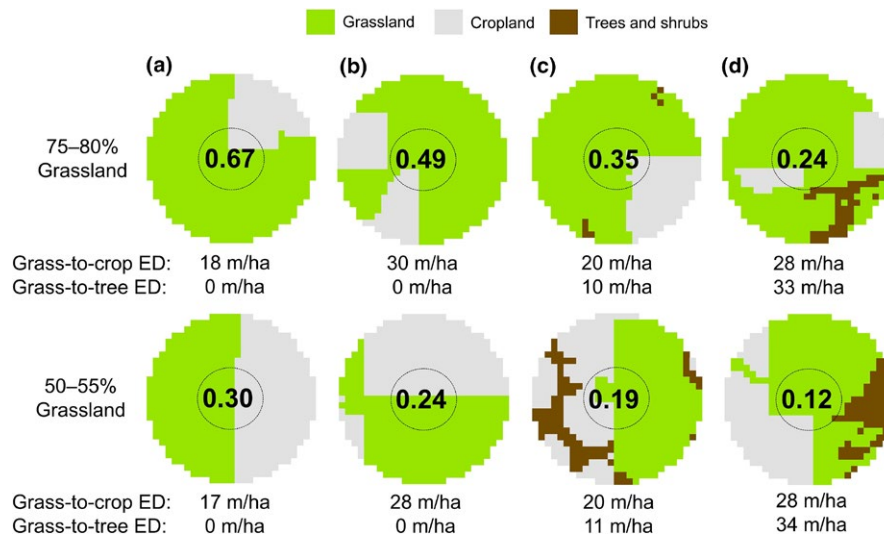 Grassland Cropland Trees and shrubs
(a) (b) (c) (d)
75–80%
Grassland
0.67 0.49 0.35 0.24
Grass-to-crop ED: 18 m/ha 30 m/ha 20 m/ha 28 m/ha
Grass-to-tree ED: 0 m/ha 0 m/ha 10 m/ha 33 m/ha
50–55%
Grassland
0.30 0.24 0.19 0.12
Grass-to-crop ED: 17 m/ha 28 m/ha 20 m/ha 28 m/ha
Grass-to-tree ED: 0 m/ha 0 m/ha 11 m/ha 34 m/ha